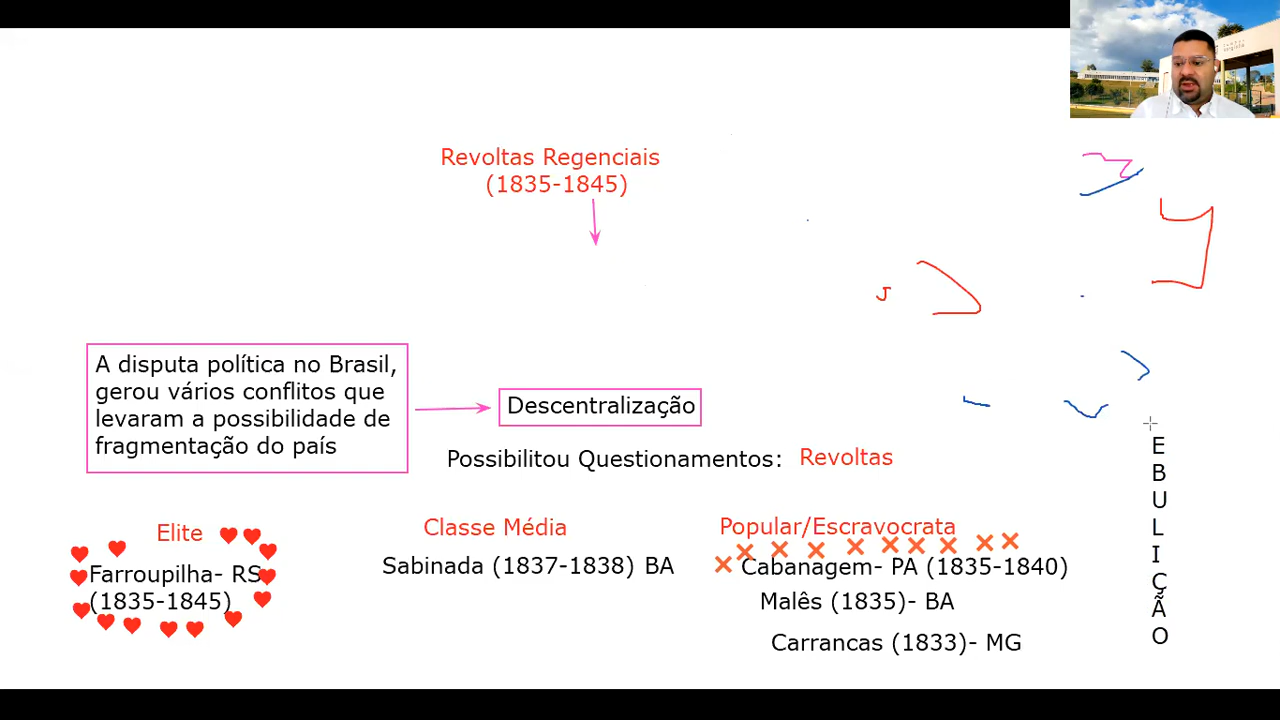 Revoltas Regenciais
(1835-1845)
A disputa política no Brasil,
gerou vários conflitos que
levaram a possibilidade de
fragmentação do país
Descentralização
Possibilitou Questionamentos: Revoltas
Elite
Farroupilha- RS
(1835-1845)
Classe Média
Sabinada (1837-1838) BA
Popular/Escravocrata
Cabanagem- PA (1835-1840)
Malês (1835)- BA
Carrancas (1833)- MG
E
B
U
L
I
Ç
Ã
O